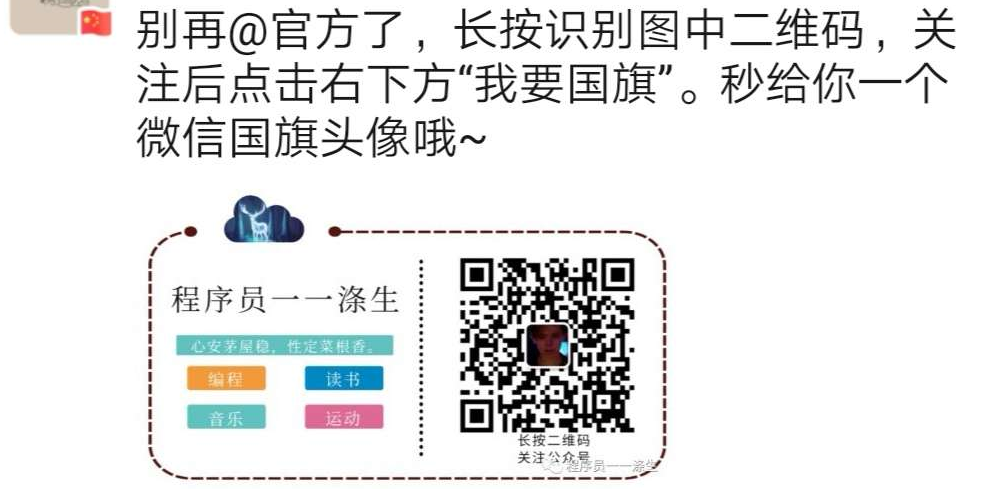 别再@官方了，长按识别图中二维码，关
注后点击右下方“我要国旗”。秒给你一个
微信国旗头像哦~
程序员一一涤生
心安茅屋稳，性定菜根香。
编程
读书
音乐
运动
长按二维码
关注公众号
程序员一一涤生